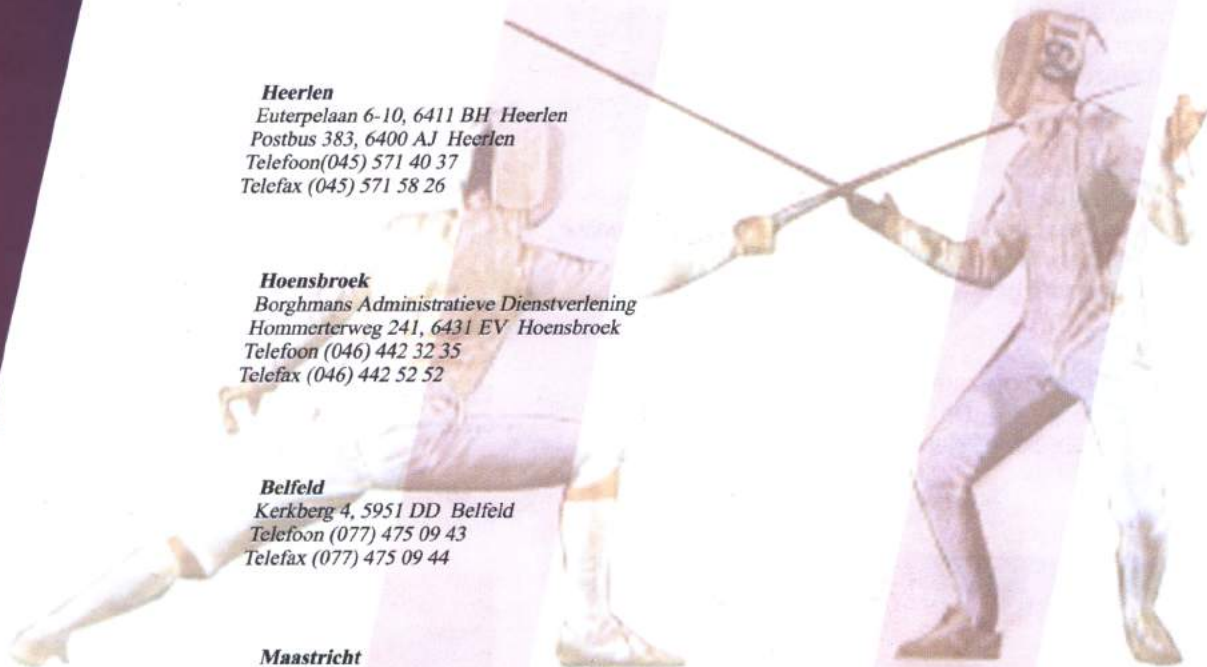 Heerlen
Euterpelaan 6-10, 6411 BH Heerlen
Postbus 383, 6400 AJ Heerlen
Telefoon(045) 571 40 37
Telefax (045) 571 58 26
Hoensbroek
Borghmans Administratieve Dienstverlening
Hommerterweg 241, 6431 EV Hoensbroek
Telefoon (046) 442 32 35
Telefax (046) 442 52 52
Belfeld
Kerkberg 4, 5951 DD Belfeld
Telefoon (077) 475 09 43
Telefax (077) 475 09 44
Maastricht